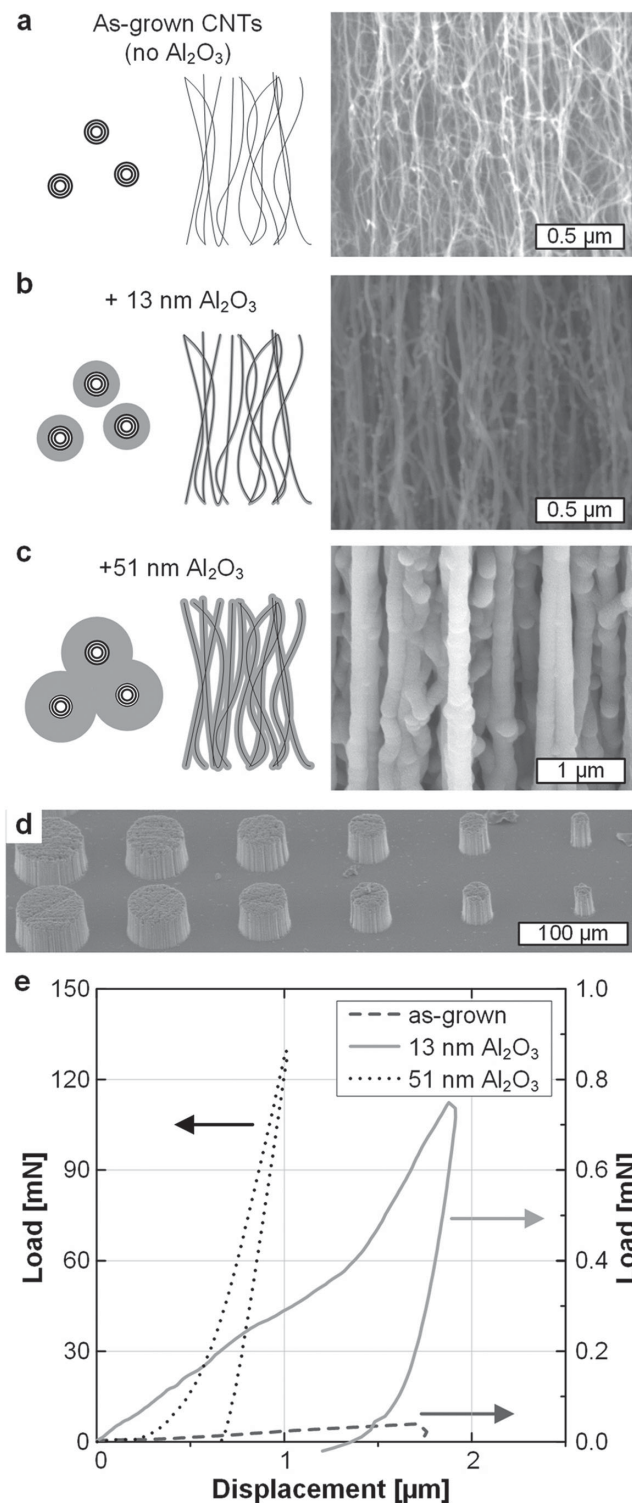 a
As-grown CNTs
(no Al₂O₃)
0.5 µm
b
+ 13 nm Al₂O₃
0.5 µm
c
+51 nm Al₂O₃
1 µm
d
100 µm
e
150
120
90
60
30
0
Load [mN]
as-grown
13 nm Al₂O₃
51 nm Al₂O₃
1.0
0.8
0.6
0.4
0.2
0.0
Load [mN]
0
1
2
Displacement [µm]